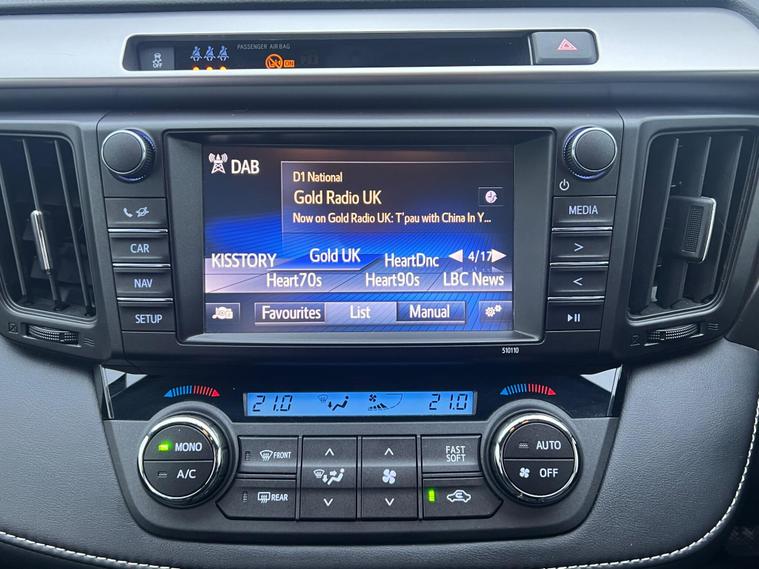 PASSENGER AIR BAG
OFF
ON
DAB
D1 National
Gold Radio UK
Now on Gold Radio UK: T'pau with China In Y...
KISSTORY
Gold UK
HeartDnc
4/17
Heart70s
Heart90s
LBC News
Favourites
List
Manual
CAR
NAV
SETUP
MEDIA
>
<
510110
21.0
21.0
MONO
A/C
FRONT
REAR
FAST
SOFT
AUTO
OFF